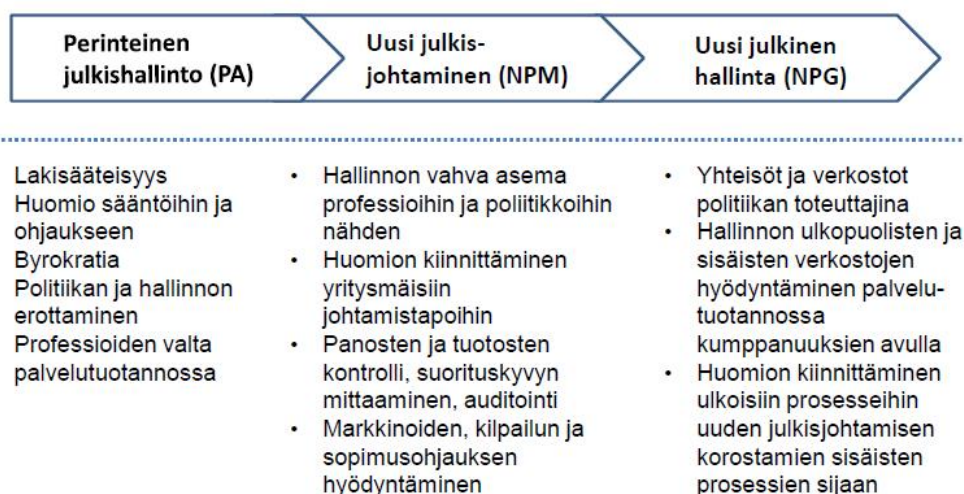 Perinteinen
julkishallinto (PA)
Uusi julkis-
johtaminen (NPM)
Uusi julkinen
hallinta (NPG)
Lakisääteisyys
Huomio sääntöihin ja
ohjaukseen
Byrokratia
Politiikan ja hallinnon
erottaminen
Professioiden valta
palvelutuotannossa
• Hallinnon vahva asema
professioihin ja poliitikkoihin
nähden
• Huomion kiinnittäminen
yritysmäisiin
johtamistapoihin
• Panosten ja tuotosten
kontrolli, suorituskyvyn
mittaaminen, auditointi
• Markkinoiden, kilpailun ja
sopimusohjauksen
hyödyntäminen
• Yhteisöt ja verkostot
politiikan toteuttajina
• Hallinnon ulkopuolisten ja
sisäisten verkostojen
hyödyntäminen palvelu-
tuotannossa
kumppanuuksien avulla
• Huomion kiinnittäminen
ulkoisiin prosesseihin
uuden julkisjohtamisen
korostamien sisäisten
prosessien sijaan